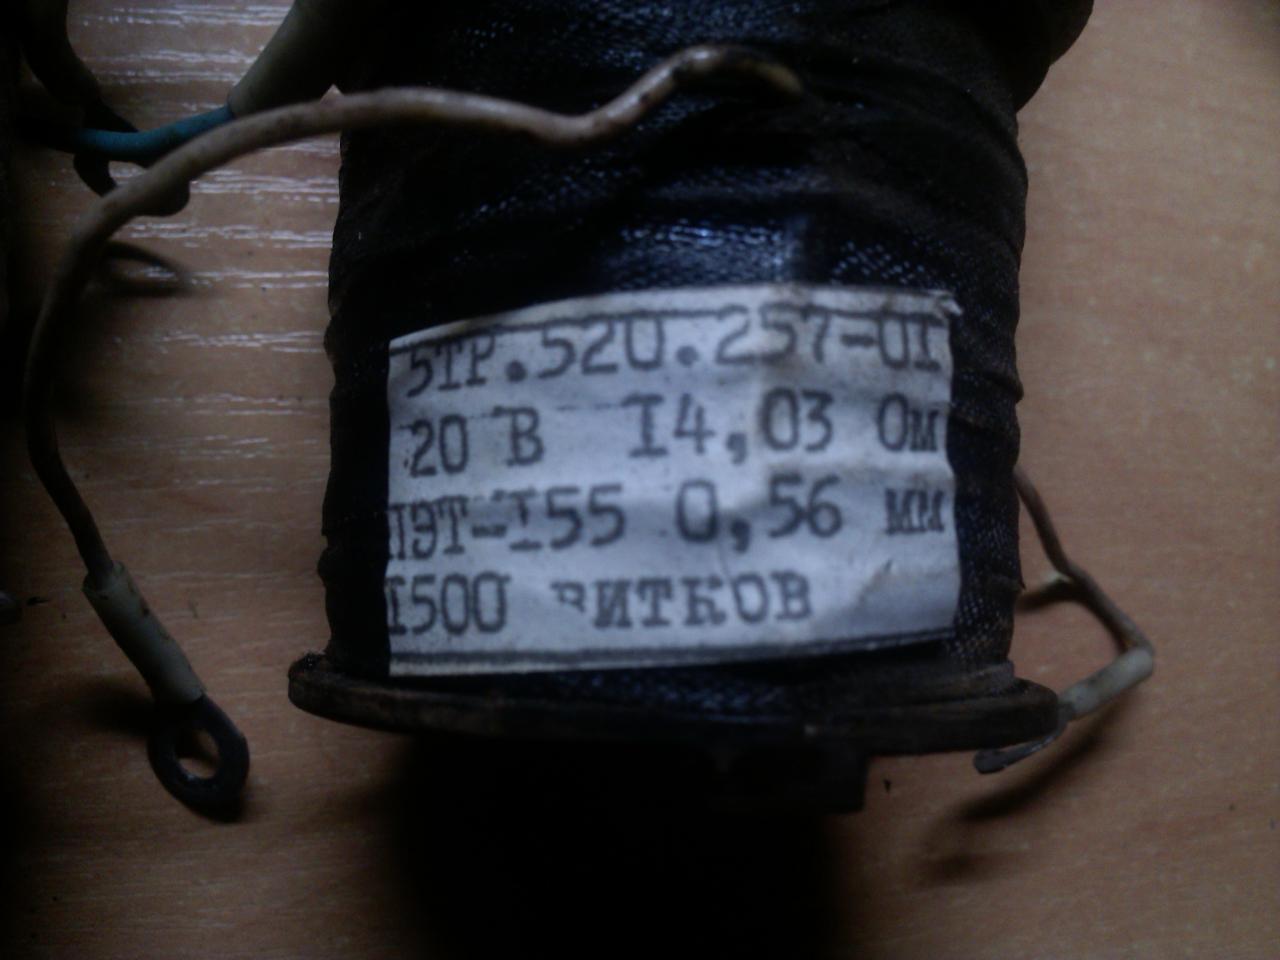 5ТР.520.257-01
20 В 14,03 Ом
ПЭТ-155 0,56 мм
1500 витков